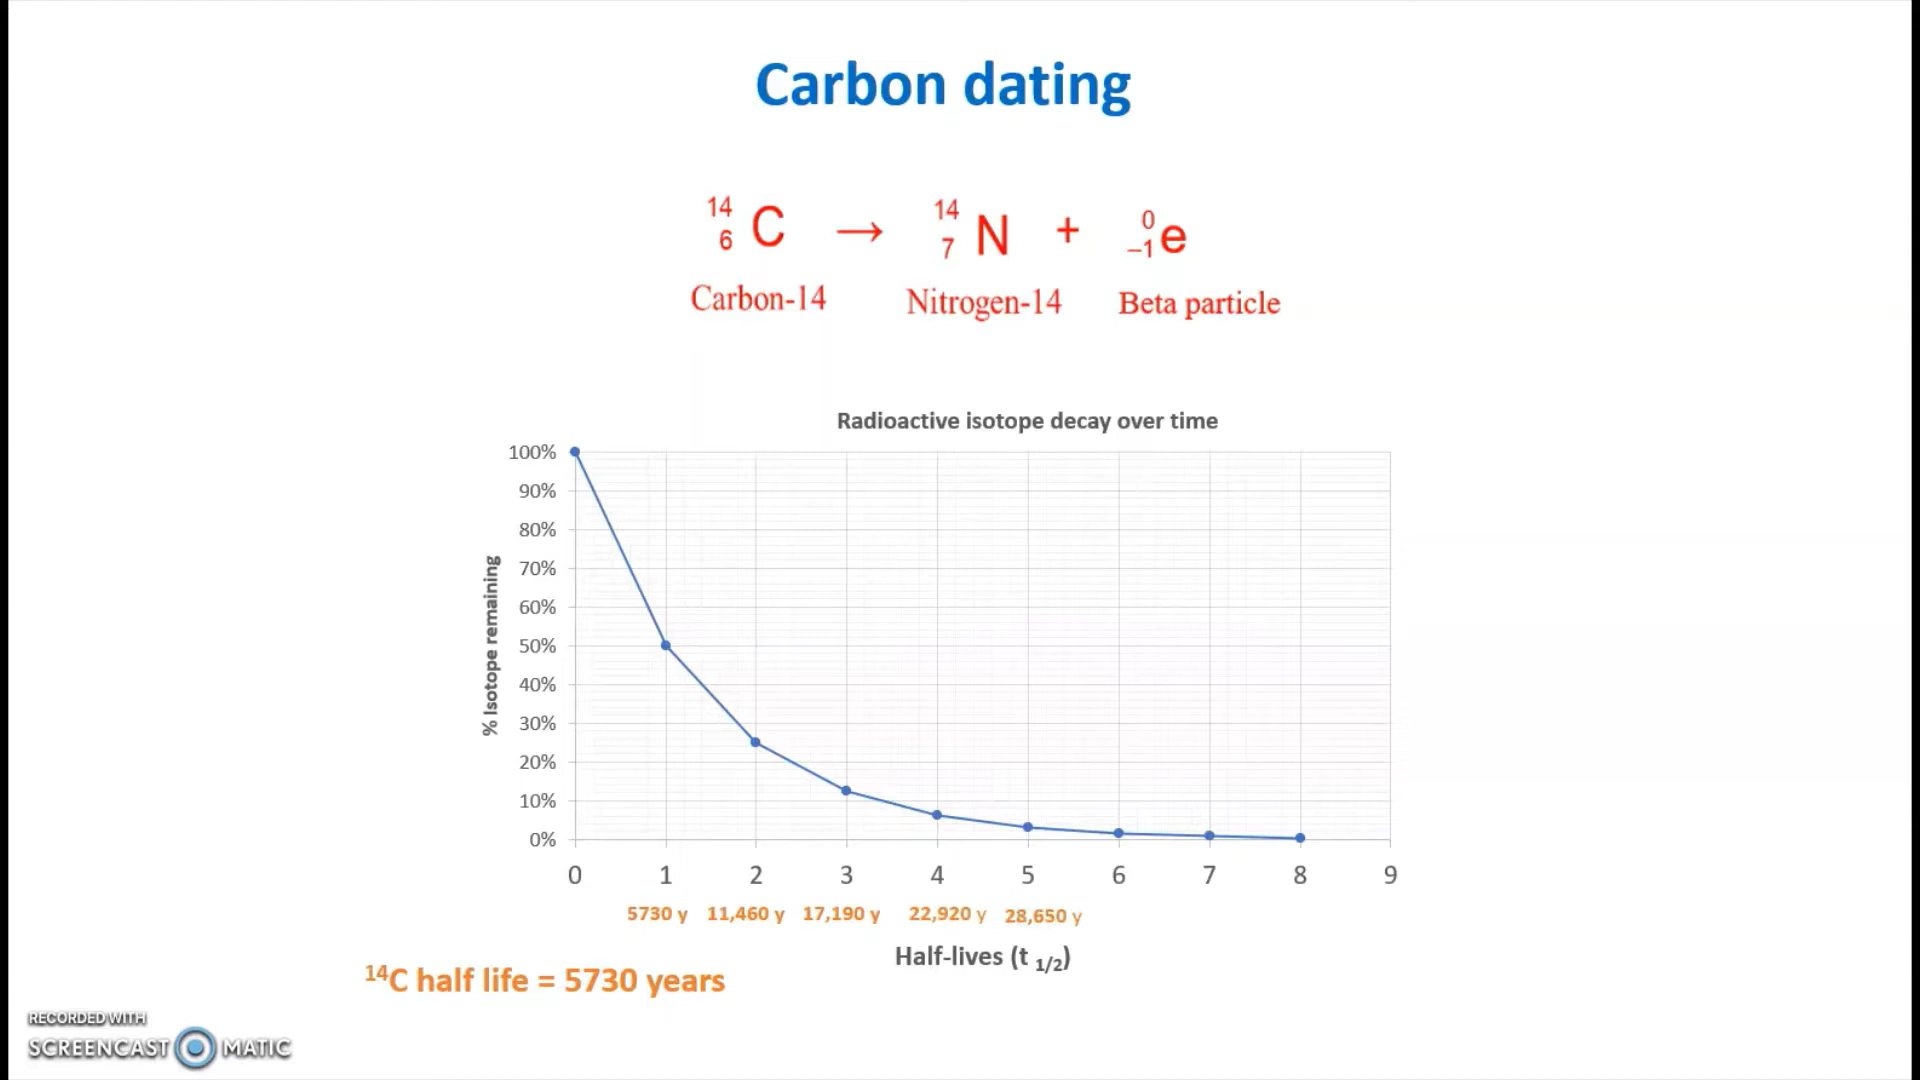 Carbon dating
14 6 C → 14 7 N + 0 –1 e
Carbon-14 Nitrogen-14 Beta particle
Radioactive isotope decay over time
100%
90%
80%
70%
60%
50%
40%
30%
20%
10%
0%
% Isotope remaining
0 1 2 3 4 5 6 7 8 9
5730 y 11,460 y 17,190 y 22,920 y 28,650 y
Half-lives (t 1/2)
14C half life = 5730 years
RECORDED WITH
SCREENCAST MATIC